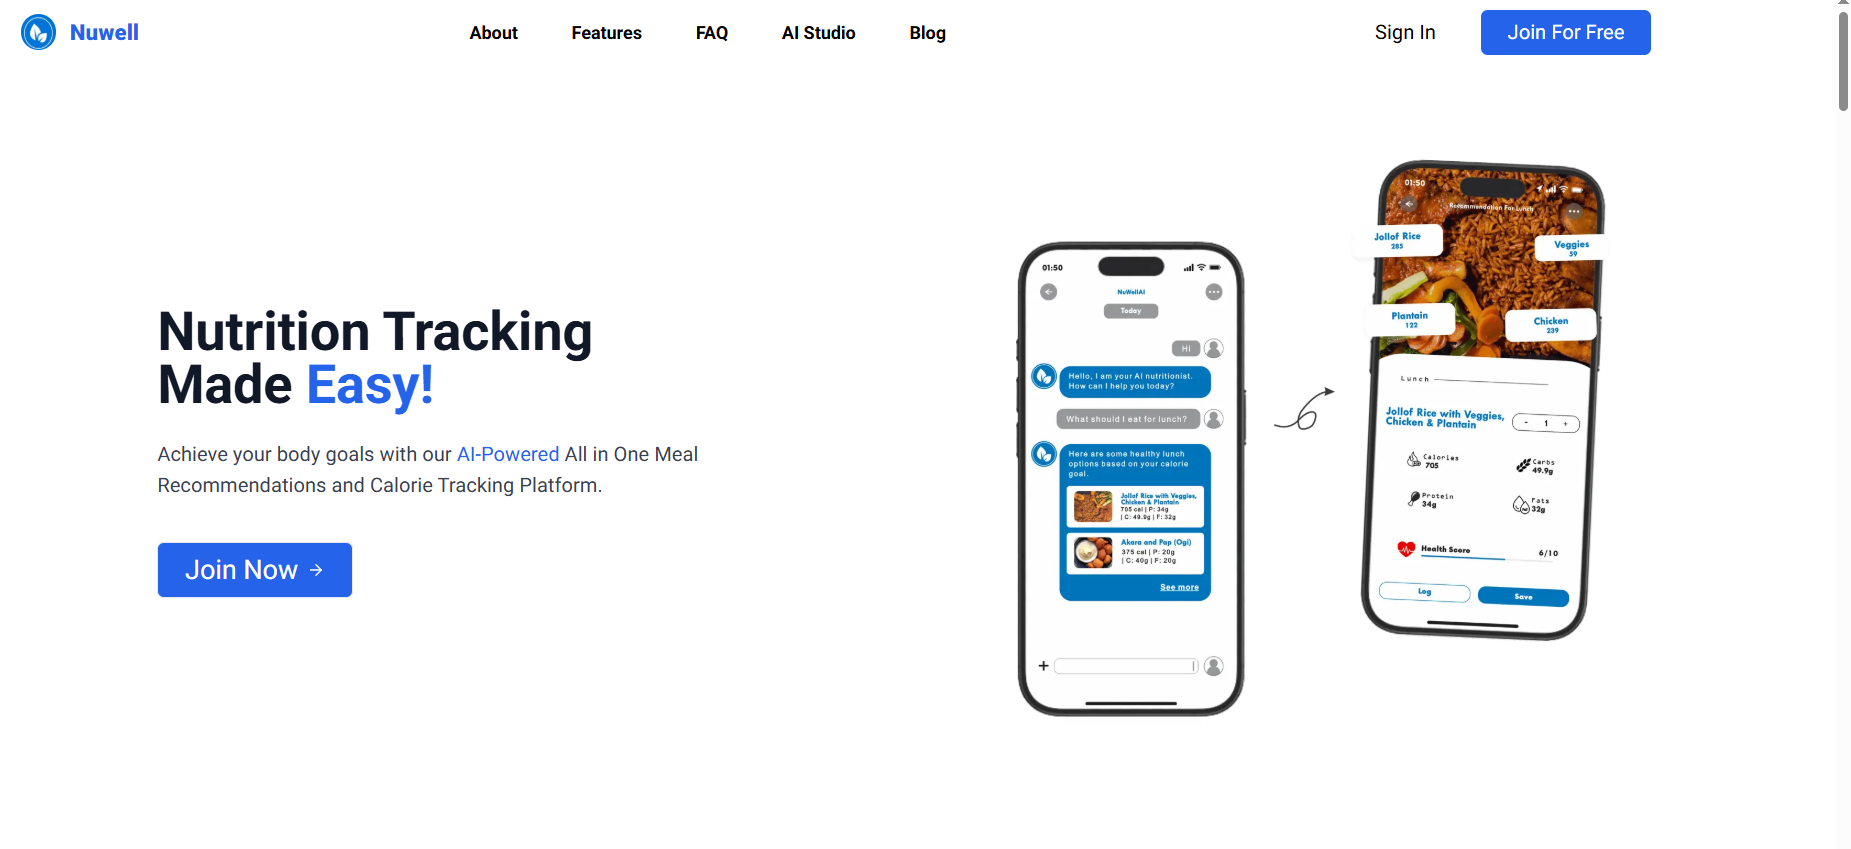 Nuwell
About
Features
FAQ
AI Studio
Blog
Sign In
Join For Free
Nutrition Tracking
Made Easy!
Achieve your body goals with our AI-Powered All in One Meal
Recommendations and Calorie Tracking Platform.
Join Now →
01:50
NuWellAI
Today
Hi
Hello, I am your AI nutritionist.
How can I help you today?
What should I eat for lunch?
Here are some healthy lunch
options based on your calorie
goal.
Jollof Rice with Veggies,
Chicken & Plantain
705 cal | P: 34g
| C: 49.9g | F: 32g
Akara and Pap (Ogi)
375 cal | P: 20g
| C: 40g | F: 20g
See more
01:50
Recommendation For Lunch
Jollof Rice
285
Veggies
59
Plantain
122
Chicken
239
Lunch
Jollof Rice with Veggies,
Chicken & Plantain
- 1 +
Calories
705
Carbs
49.9g
Protein
34g
Fats
32g
Health Score
6/10
Log
Save